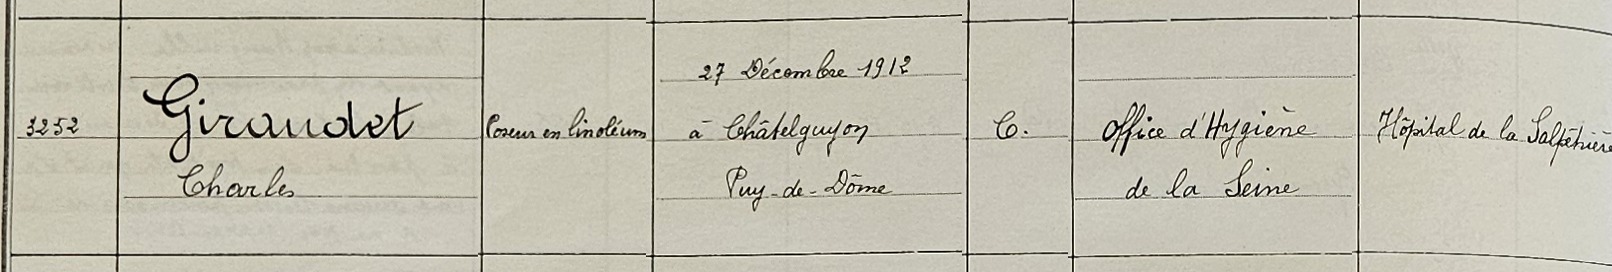 3252
Giraudet
Charles
Poseur en linoléum
27 Décembre 1912
à Châtelguyon
Puy-de-Dôme
C.
Office d'Hygiène
de la Seine
Hôpital de la Salpêtrière